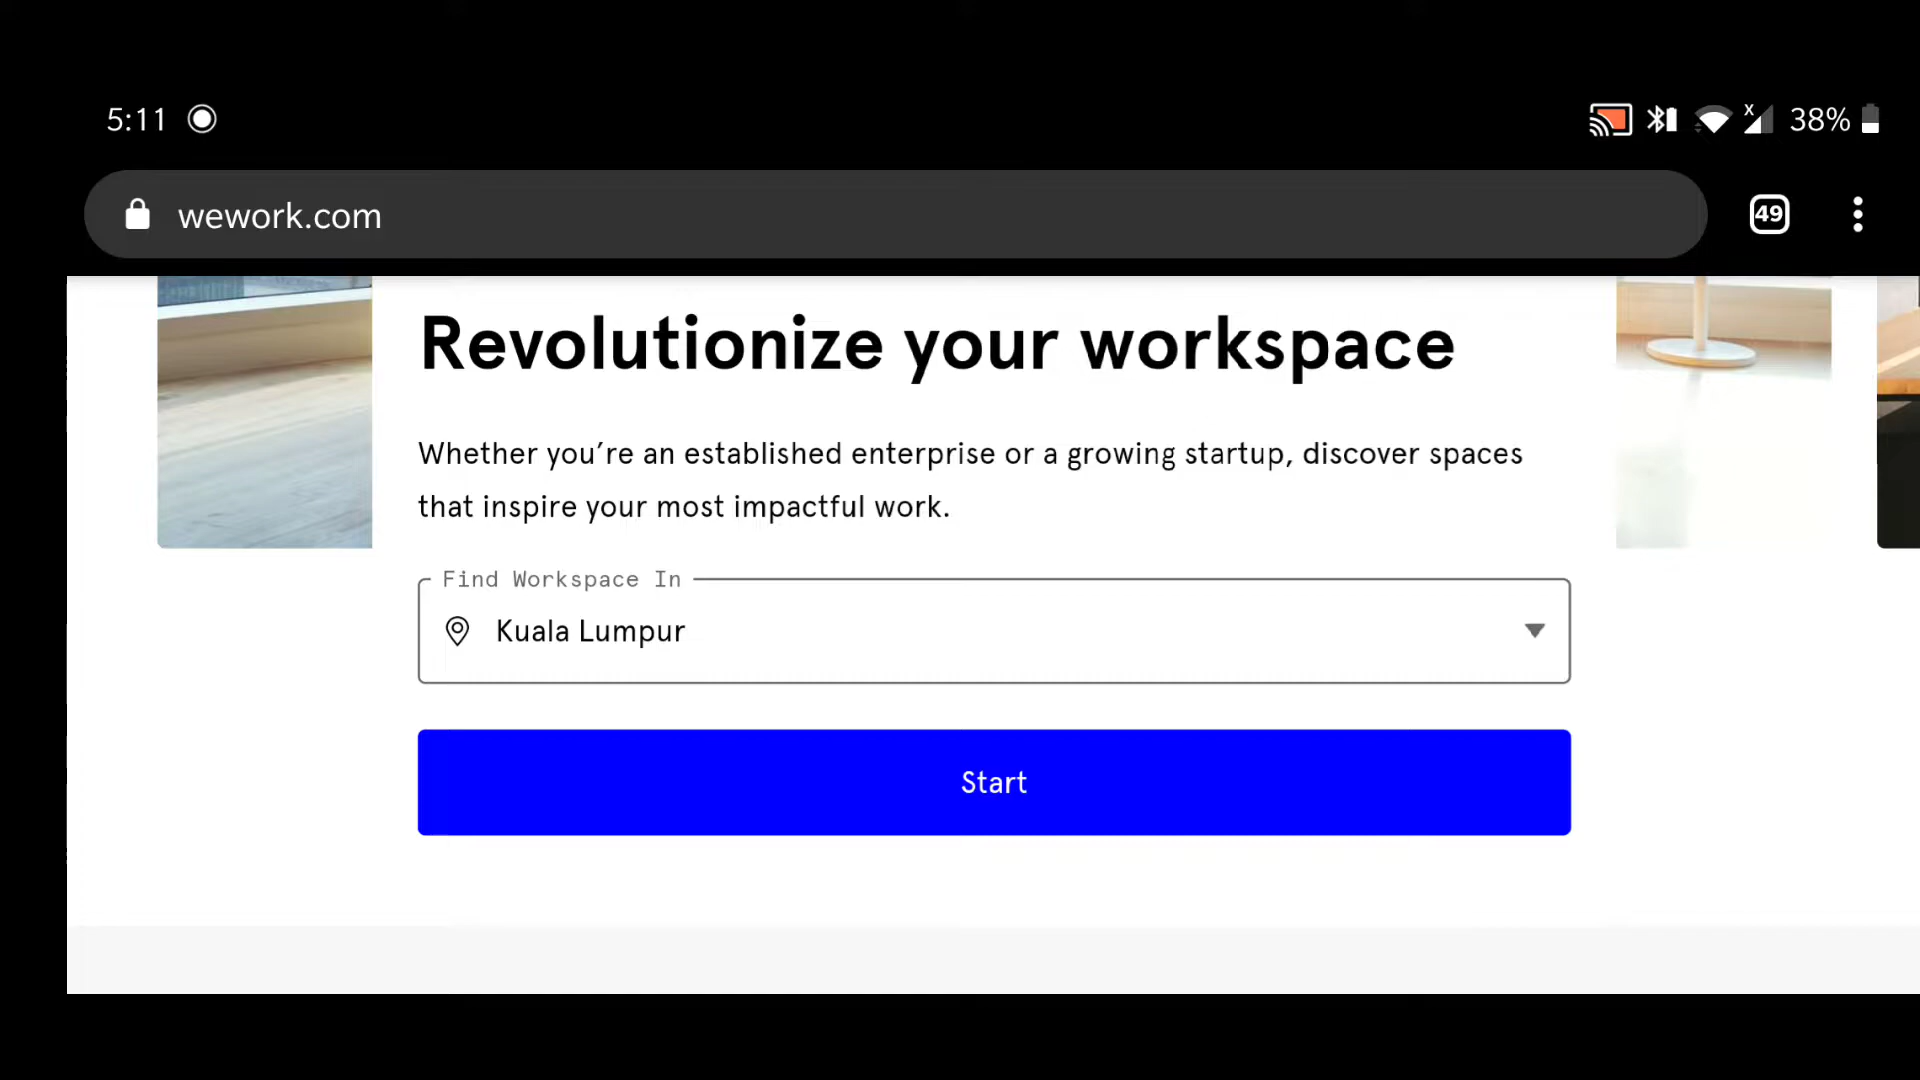 5:11
38%
wework.com
49
Revolutionize your workspace
Whether you’re an established enterprise or a growing startup, discover spaces
that inspire your most impactful work.
Find Workspace In
Kuala Lumpur
Start